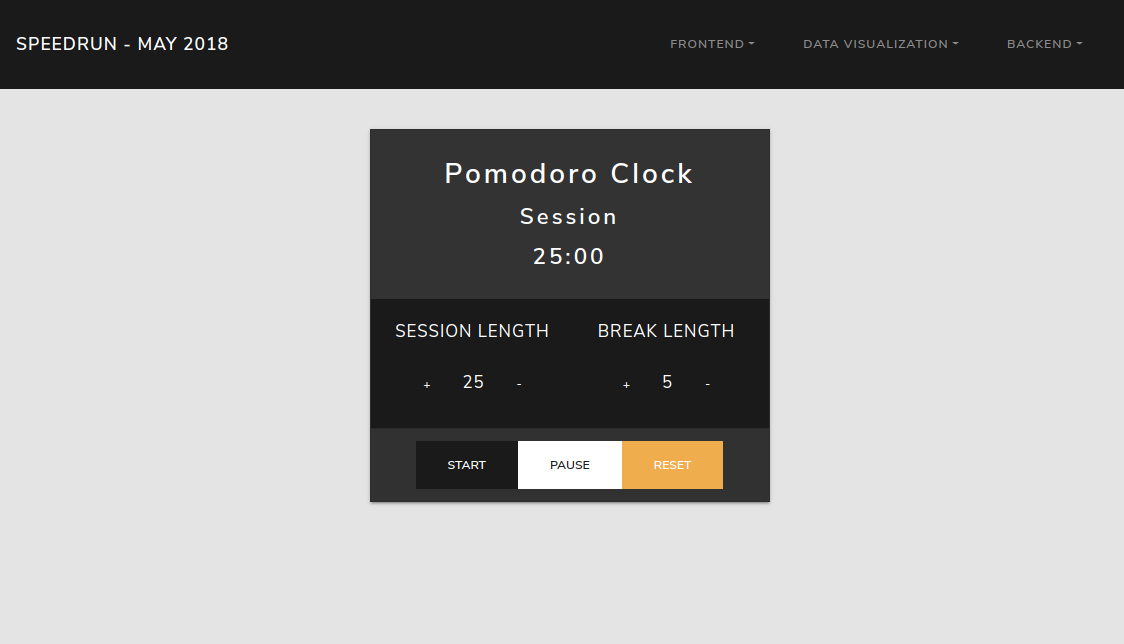 SPEEDRUN - MAY 2018 FRONTEND DATA VISUALIZATION BACKEND
Pomodoro Clock
Session
25:00
SESSION LENGTH BREAK LENGTH
+ 25 - + 5 -
START PAUSE RESET